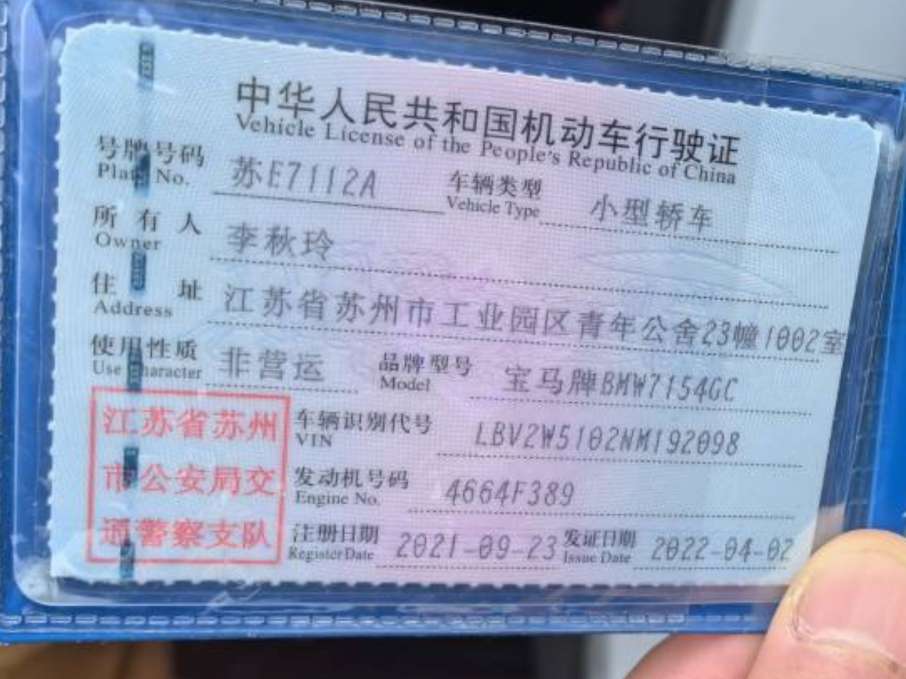 中华人民共和国机动车行驶证
Vehicle License of the People's Republic of China
号牌号码 苏E7112A 车辆类型 小型轿车
Plate No. Vehicle Type
所有人 李秋玲
Owner
住址 江苏省苏州市工业园区青年公舍23幢1002室
Address
使用性质 非营运 品牌型号 宝马牌BMW7154GC
Use Character Model
江苏省苏州 车辆识别代号 LBV2W5102NM192098
VIN
市公安局交 发动机号码 4664F389
Engine No.
通警察支队 注册日期 2021-09-23 发证日期 2022-04-02
Register Date Issue Date